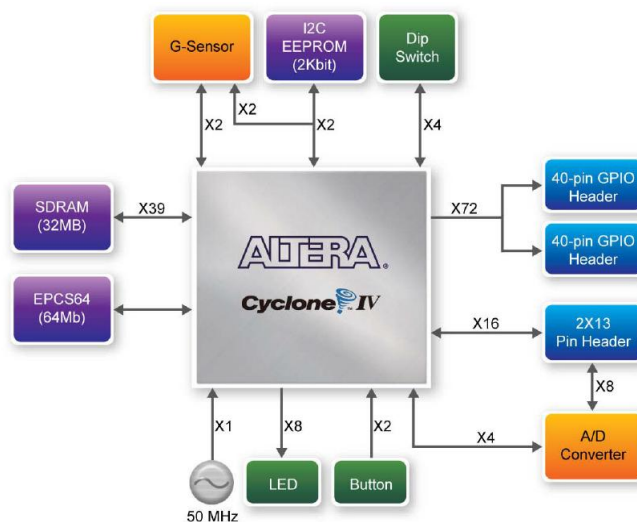 G-Sensor
I2C
EEPROM
(2Kbit)
Dip
Switch
X2
X2
X2
X4
SDRAM
(32MB)
X39
EPCS64
(64Mb)
ALTERA®
Cyclone™ IV
X72
40-pin GPIO
Header
40-pin GPIO
Header
X16
2X13
Pin Header
X8
X4
A/D
Converter
X1
X8
X2
50 MHz
LED
Button